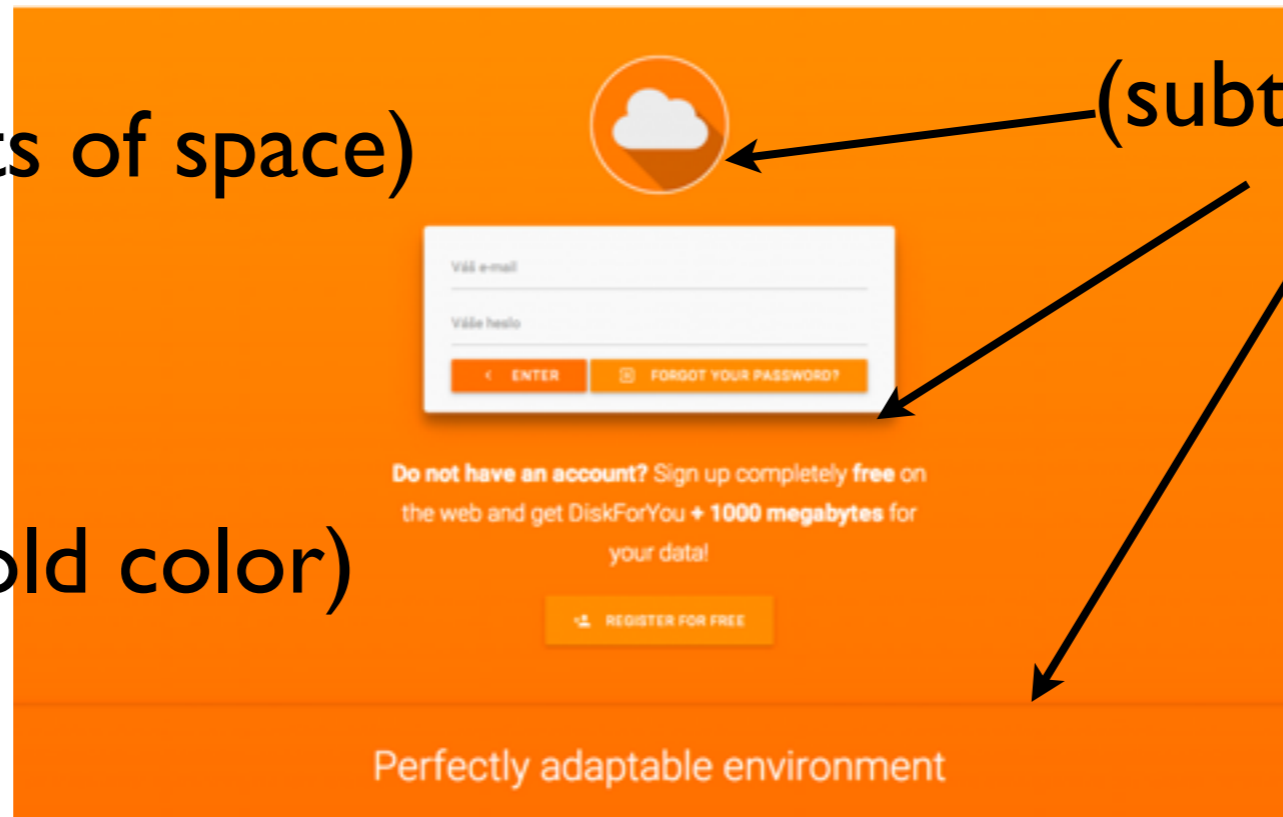 (subt
ts of space)
Váš e-mail
Váše heslo
ENTER FORGOT YOUR PASSWORD?
Do not have an account? Sign up completely free on
the web and get DiskForYou + 1000 megabytes for
your data!
old color)
REGISTER FOR FREE
Perfectly adaptable environment